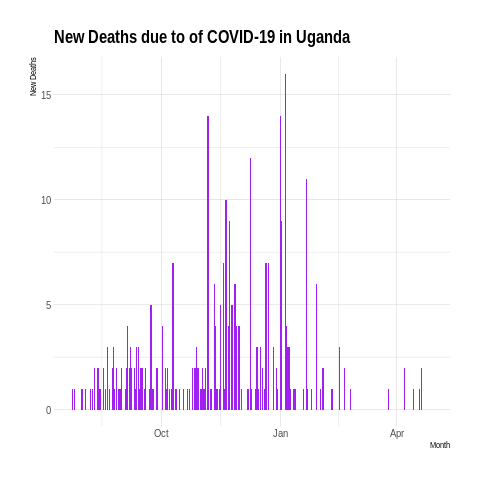 New Deaths due to of COVID-19 in Uganda
New Deaths
15
10
5
0
Oct Jan Apr
Month